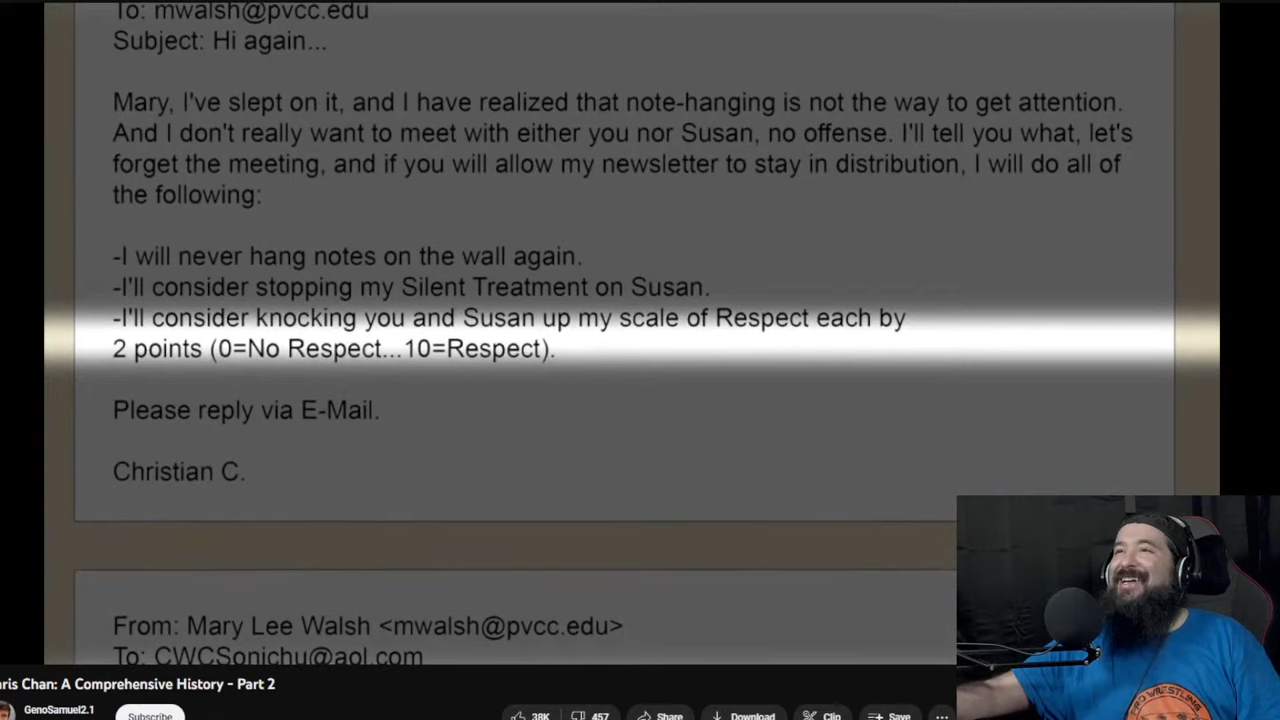 To: mwalsh@pvcc.edu
Subject: Hi again...
Mary, I've slept on it, and I have realized that note-hanging is not the way to get attention.
And I don't really want to meet with either you nor Susan, no offense. I'll tell you what, let's
forget the meeting, and if you will allow my newsletter to stay in distribution, I will do all of
the following:
-I will never hang notes on the wall again.
-I'll consider stopping my Silent Treatment on Susan.
-I'll consider knocking you and Susan up my scale of Respect each by
2 points (0=No Respect...10=Respect).
Please reply via E-Mail.
Christian C.
From: Mary Lee Walsh <mwalsh@pvcc.edu>
To: CWCSonichu@aol.com
PRO WRESTLING
aris Chan: A Comprehensive History - Part 2
GenoSamuel2.1
Subscribe
38K
457
Share
Download
Clip
Save
...